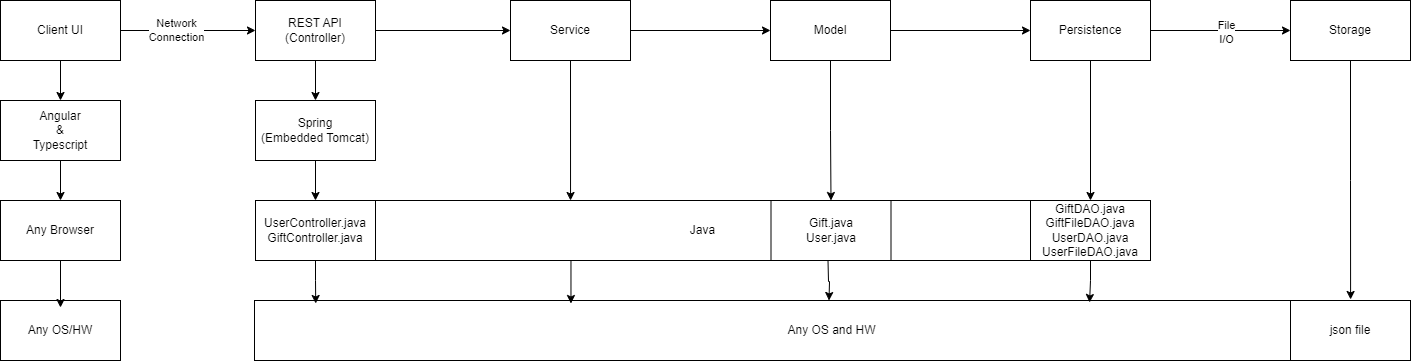 Client UI
Network
Connection
REST API
(Controller)
Service
Model
Persistence
File
I/O
Storage
Angular
&
Typescript
Spring
(Embedded Tomcat)
Any Browser
UserController.java
GiftController.java
Java
Gift.java
User.java
GiftDAO.java
GiftFileDAO.java
UserDAO.java
UserFileDAO.java
Any OS/HW
Any OS and HW
json file